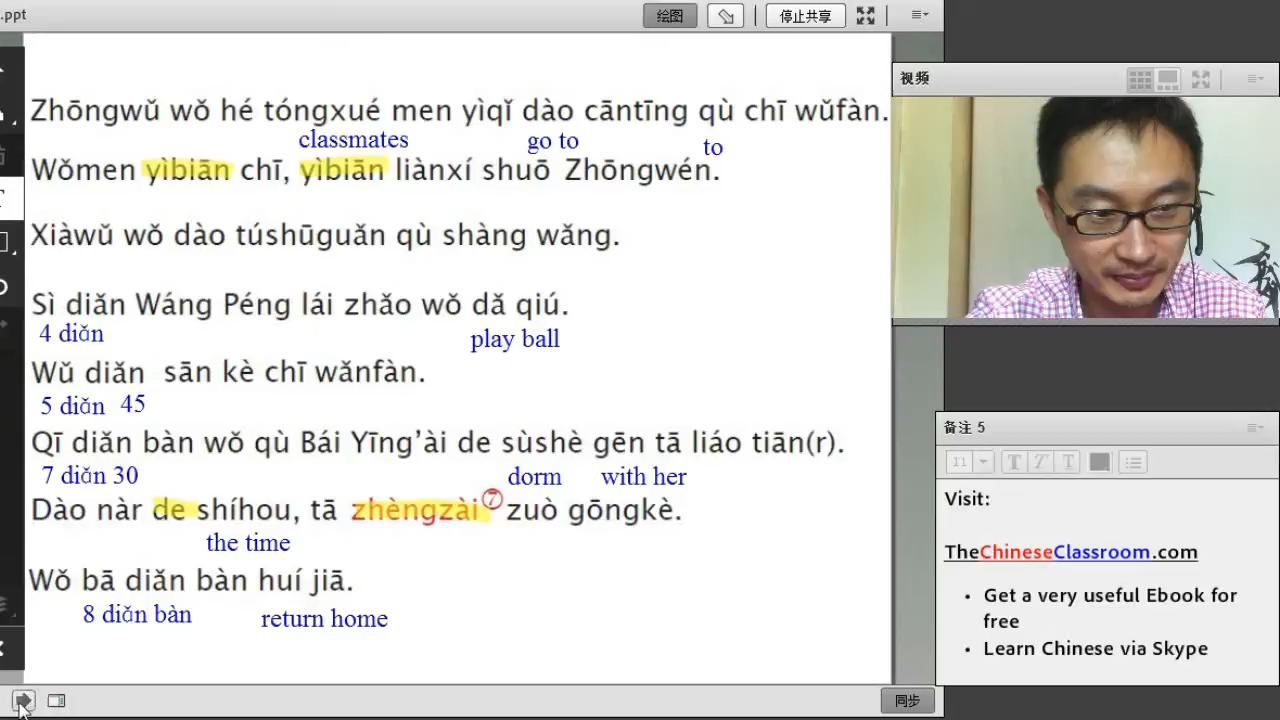 .ppt
绘图
停止共享
Zhōngwǔ wǒ hé tóngxué men yìqǐ dào cāntīng qù chī wǔfàn.
classmates go to to
Wǒmen yìbiān chī, yìbiān liànxí shuō Zhōngwén.
Xiàwǔ wǒ dào túshūguǎn qù shàng wǎng.
Sì diǎn Wáng Péng lái zhǎo wǒ dǎ qiú.
4 diǎn play ball
Wǔ diǎn sān kè chī wǎnfàn.
5 diǎn 45
Qī diǎn bàn wǒ qù Bái Yīng’ài de sùshè gēn tā liáo tiān(r).
7 diǎn 30 dorm with her
Dào nàr de shíhou, tā zhèngzài⑦ zuò gōngkè.
the time
Wǒ bā diǎn bàn huí jiā.
8 diǎn bàn return home
同步
视频
备注 5
11 T T T
Visit:
TheChineseClassroom.com
• Get a very useful Ebook for
free
• Learn Chinese via Skype